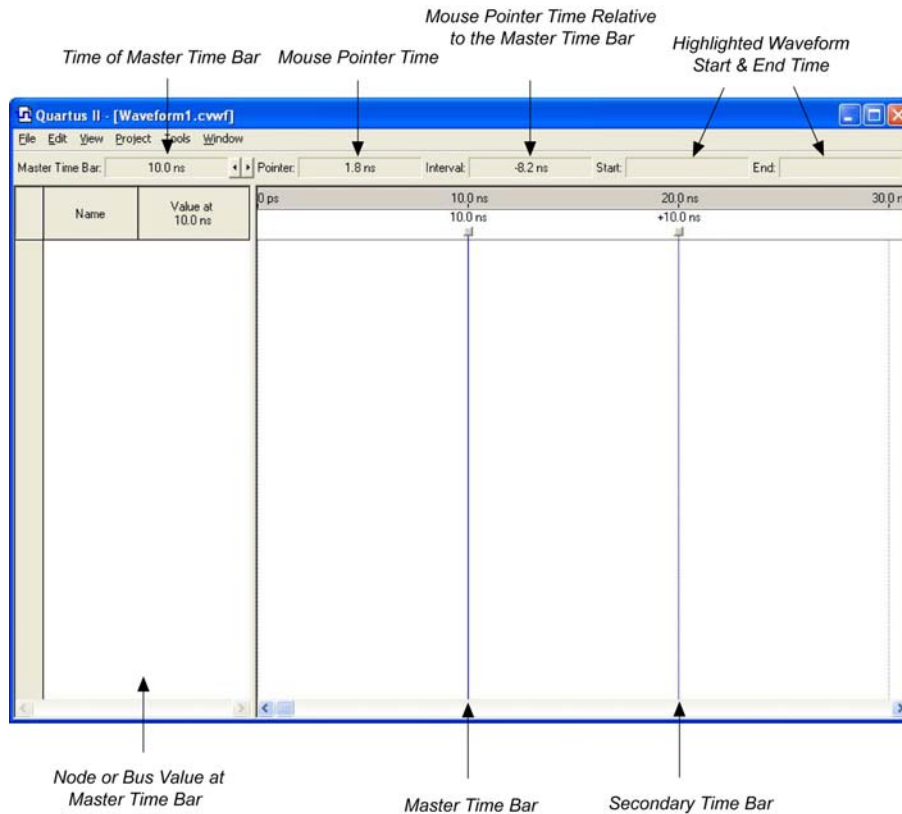 Mouse Pointer Time Relative
to the Master Time Bar
Time of Master Time Bar
Mouse Pointer Time
Highlighted Waveform
Start & End Time
Quartus II - [Waveform1.cvwf]
File Edit View Project Tools Window
Master Time Bar: 10.0 ns Pointer: 1.8 ns Interval: -8.2 ns Start: End:
Name
Value at
10.0 ns
0 ps 10.0 ns 20.0 ns 30.0 n
10.0 ns +10.0 ns
Node or Bus Value at
Master Time Bar
Master Time Bar
Secondary Time Bar